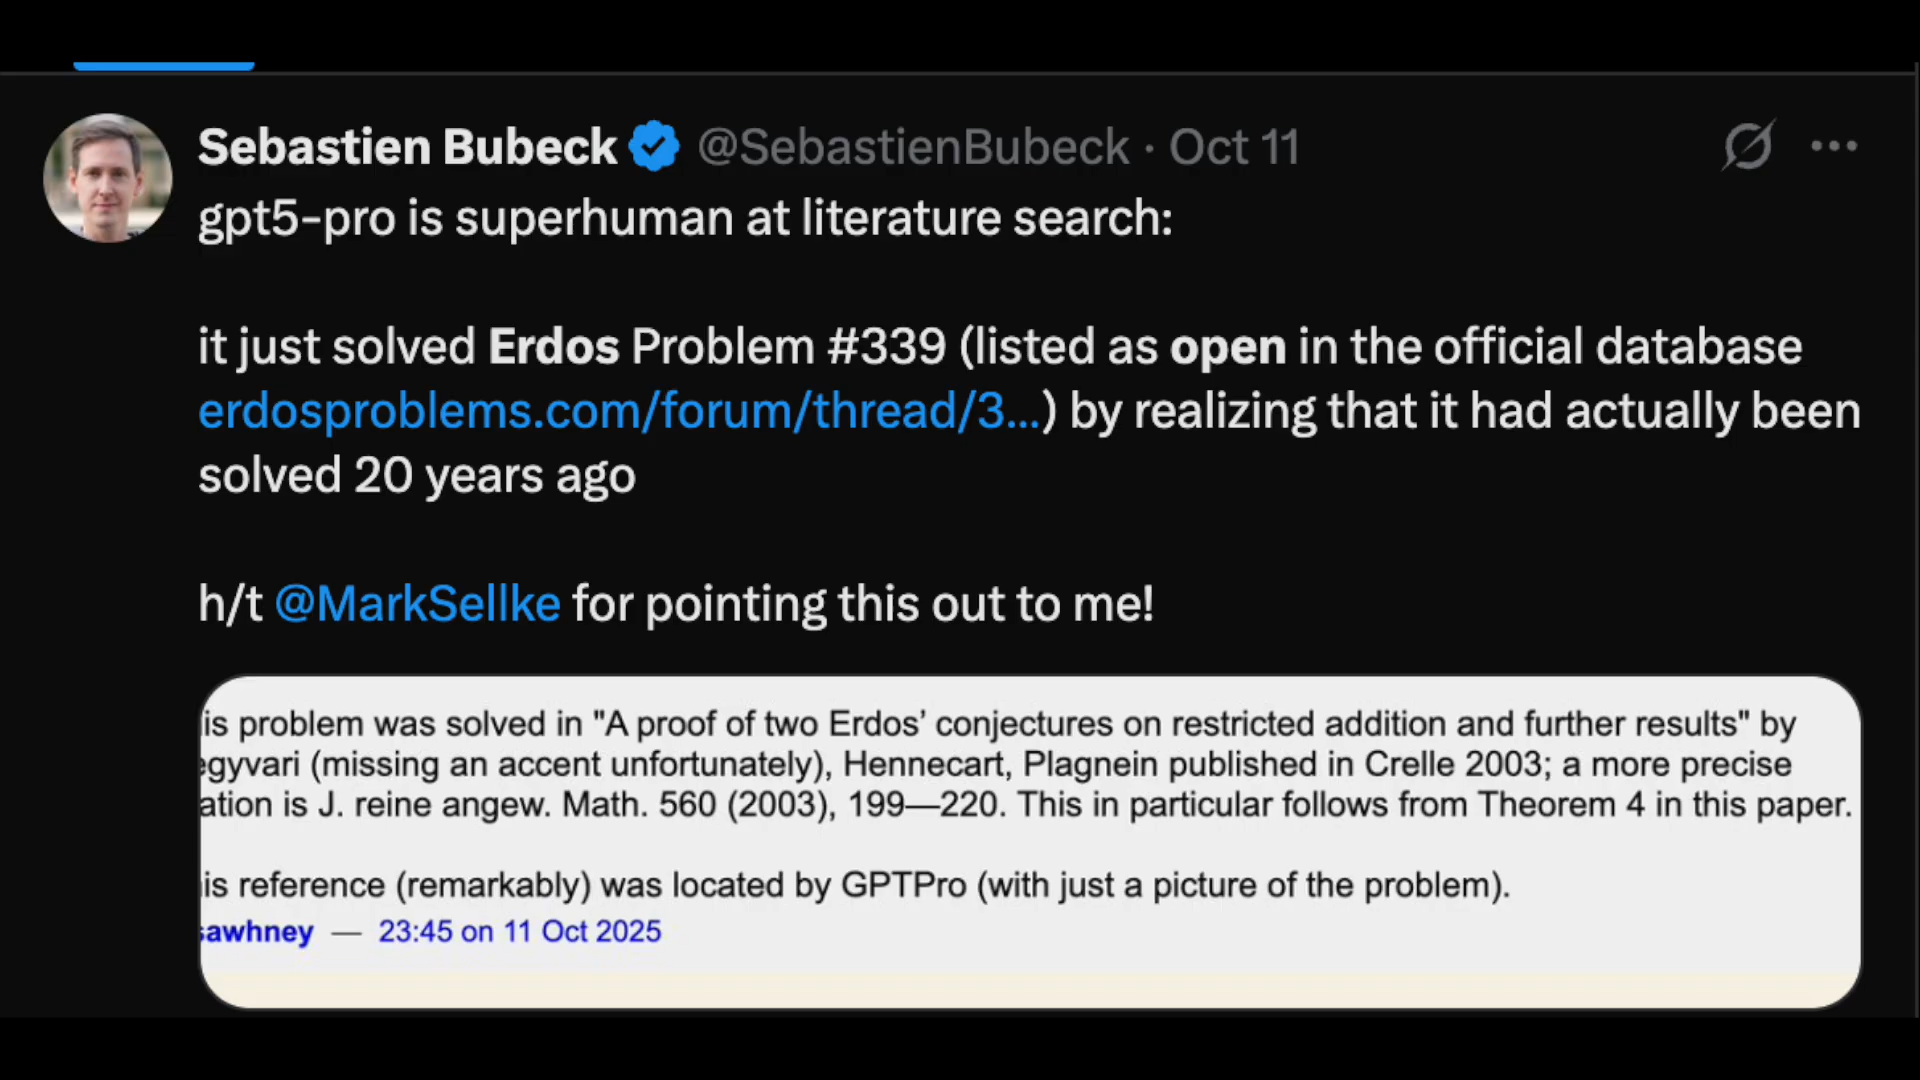 Sebastien Bubeck @SebastienBubeck · Oct 11
gpt5-pro is superhuman at literature search:
it just solved Erdos Problem #339 (listed as open in the official database
erdosproblems.com/forum/thread/3...) by realizing that it had actually been
solved 20 years ago
h/t @MarkSellke for pointing this out to me!
is problem was solved in "A proof of two Erdos' conjectures on restricted addition and further results" by
egyvari (missing an accent unfortunately), Hennecart, Plagnein published in Crelle 2003; a more precise
ation is J. reine angew. Math. 560 (2003), 199—220. This in particular follows from Theorem 4 in this paper.
is reference (remarkably) was located by GPTPro (with just a picture of the problem).
sawhney — 23:45 on 11 Oct 2025